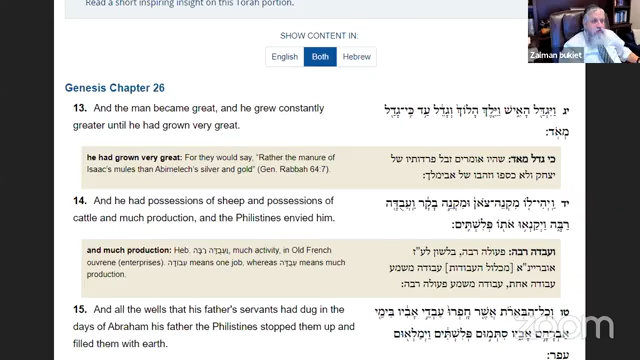 Read a short inspiring insight on this Torah portion.
SHOW CONTENT IN:
English Both Hebrew
Zalman bukiet
Genesis Chapter 26
13. And the man became great, and he grew constantly
greater until he had grown very great.
יג וַיִּגְדַּ֖ל הָאִ֑ישׁ וַיֵּ֤לֶךְ הָלוֹךְ֙ וְגָדֵ֔ל עַ֥ד כִּֽי־גָדַ֖ל
מְאֹֽד:
he had grown very great: For they would say, "Rather the manure of
Isaac's mules than Abimelech's silver and gold" (Gen. Rabbah 64:7).
כי גדל מאד: שהיו אומרים זבל פרדותיו של
יצחק ולא כספו וזהבו של אבימלך:
14. And he had possessions of sheep and possessions of
cattle and much production, and the Philistines envied him.
יד וַֽיְהִי־ל֤וֹ מִקְנֵה־צֹאן֙ וּמִקְנֵ֣ה בָקָ֔ר וַֽעֲבֻדָּ֖ה
רַבָּ֑ה וַיְקַנְא֥וּ אֹת֖וֹ פְּלִשְׁתִּֽים:
and much production: Heb. וַעֲבֻדָּה רַבָּה, much activity, in Old French
ouvrene (enterprises). עֲבוֹדָה means one job, whereas עֲבֻדָּה means much
production.
ועבדה רבה: פעולה רבה, בלשון לע"ז
אובריינ"א [מכלול העבודות] עבודה משמע
עבודה אחת, עבודה משמע פעולה רבה:
15. And all the wells that his father's servants had dug in the
days of Abraham his father the Philistines stopped them up and
filled them with earth.
טו וְכָל־הַבְּאֵרֹ֗ת אֲשֶׁ֤ר חָֽפְרוּ֙ עַבְדֵ֣י אָבִ֔יו בִּימֵ֖י
אַבְרָהָ֣ם אָבִ֑יו סִתְּמ֣וּם פְּלִשְׁתִּ֔ים וַיְמַלְא֖וּם
עָפָֽר:
zoom